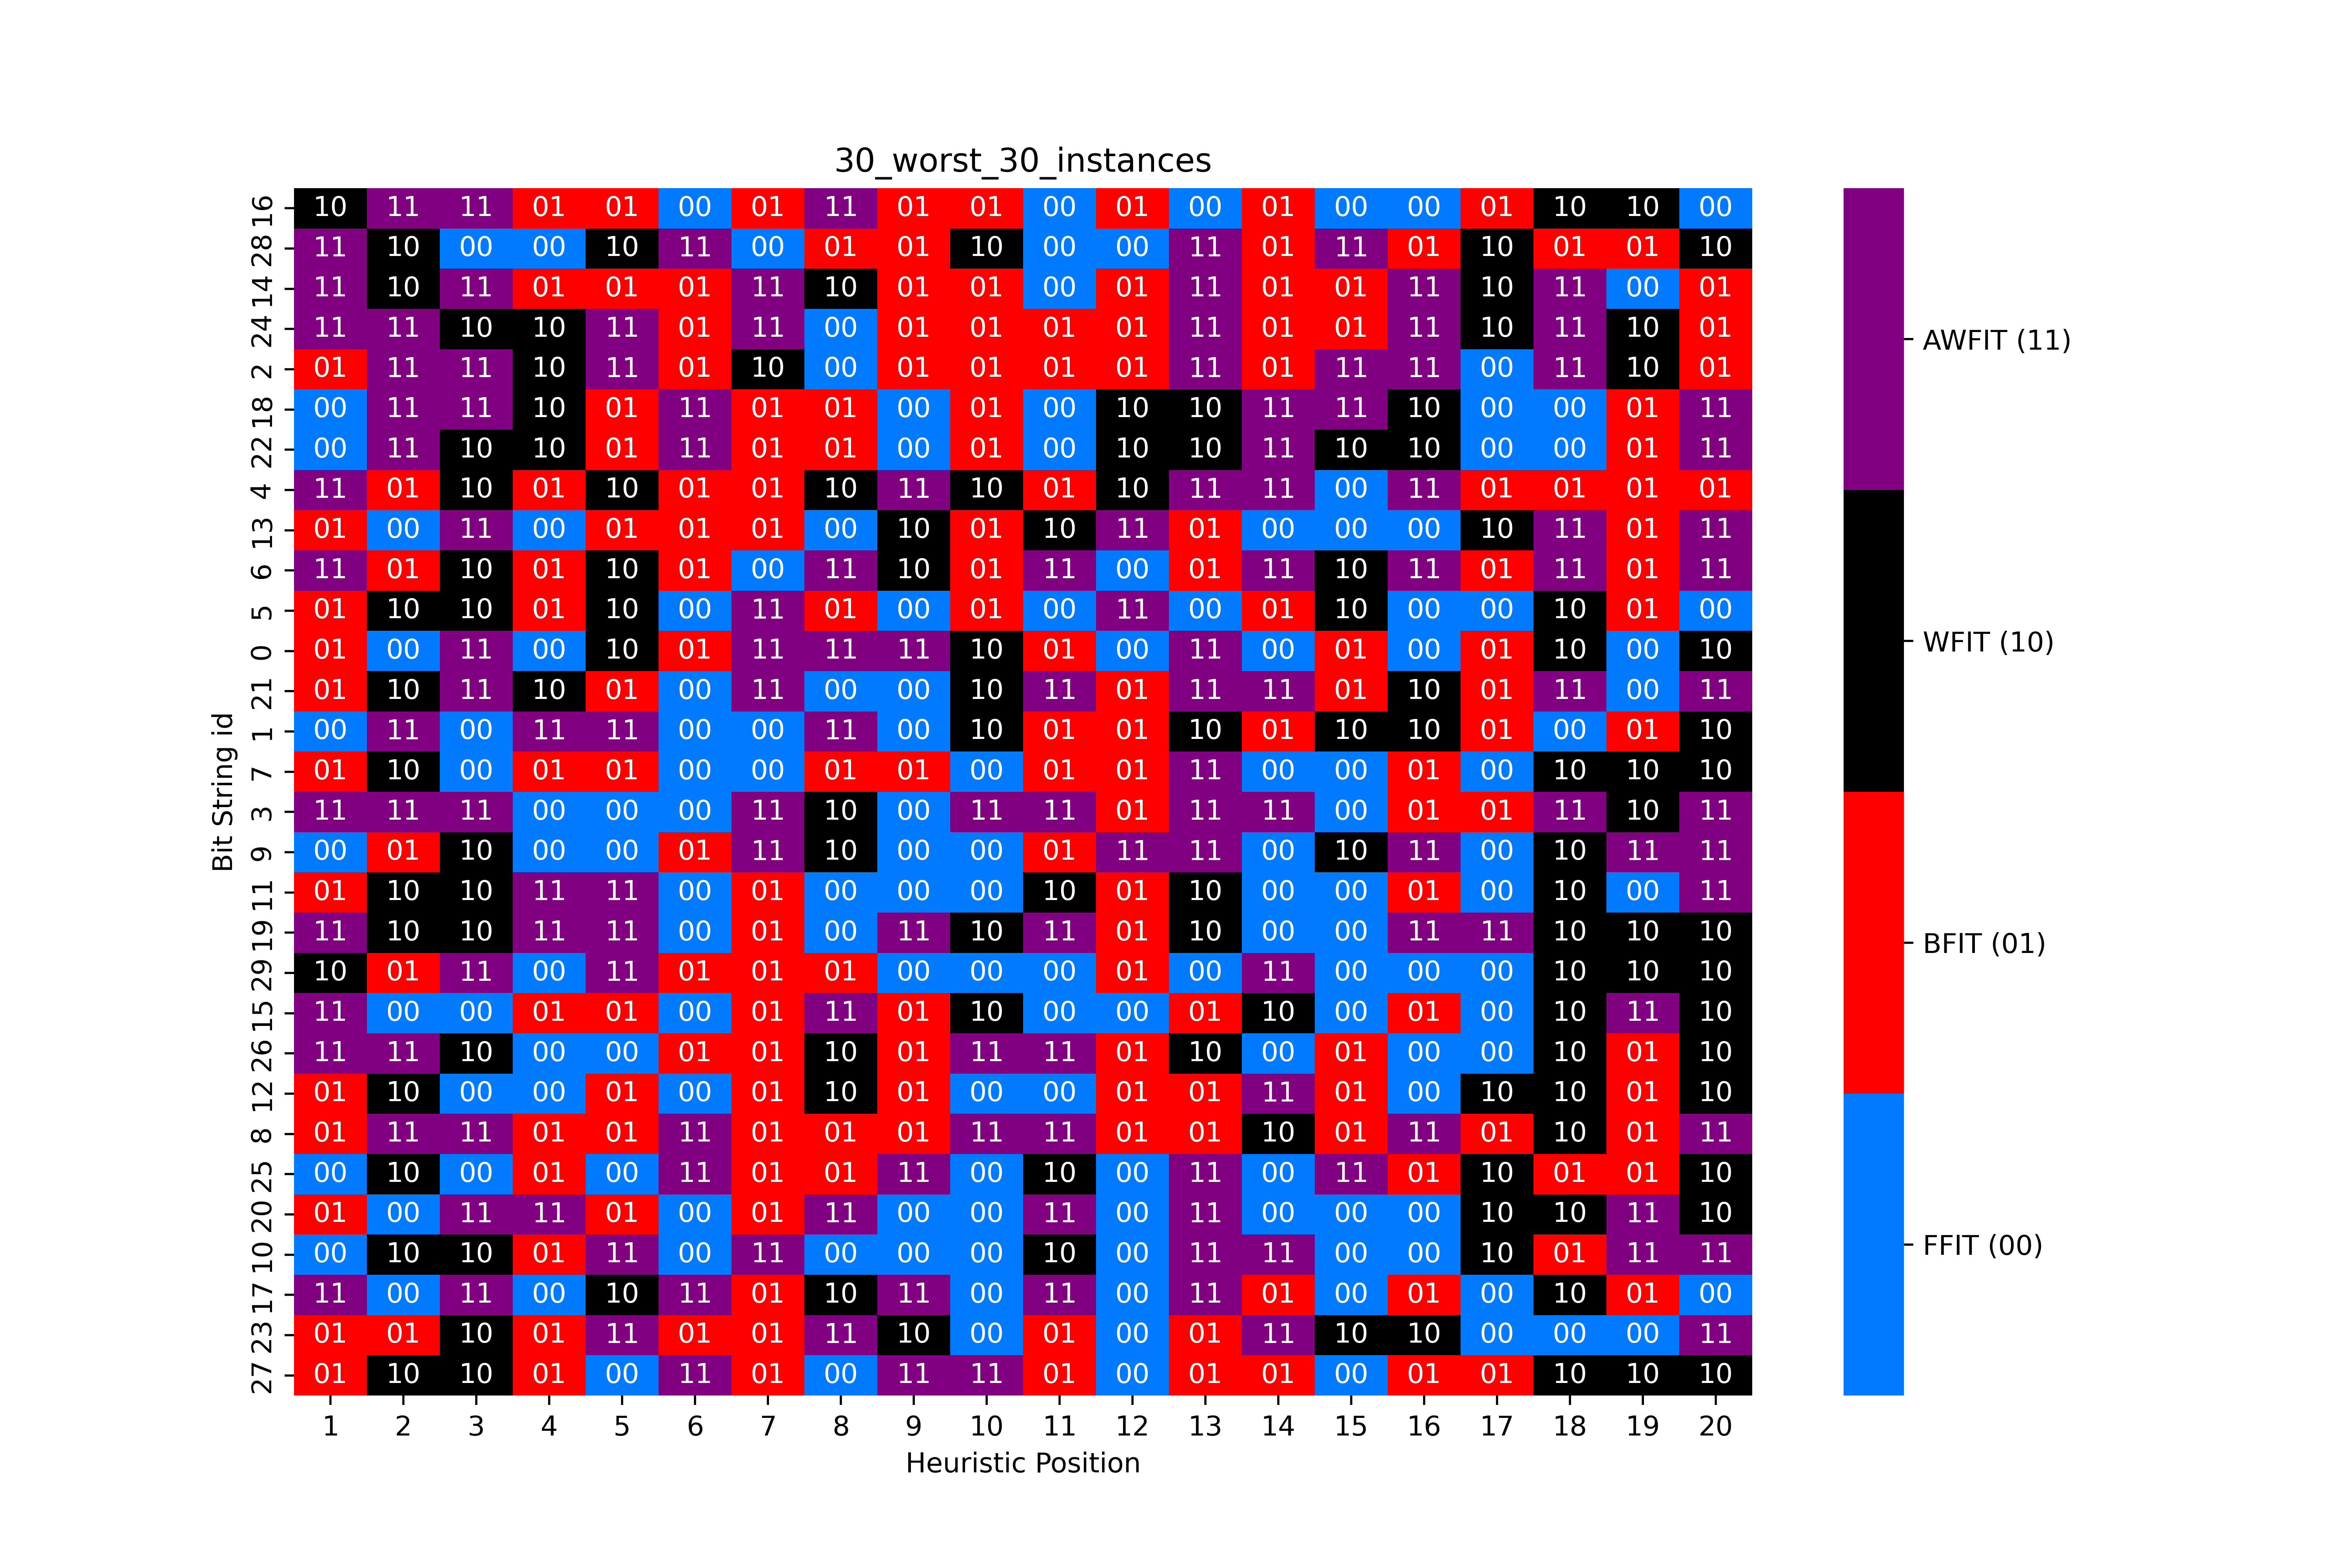 30_worst_30_instances
16 10 11 11 01 01 00 01 11 01 01 00 01 00 01 00 00 01 10 10 00
28 11 10 00 00 10 11 00 01 01 10 00 00 11 01 11 01 10 01 01 10
14 11 10 11 01 01 01 11 10 01 01 00 01 11 01 01 11 10 11 00 01
24 11 11 10 10 11 01 11 00 01 01 01 01 11 01 01 11 10 11 10 01
2 01 11 11 10 11 01 10 00 01 01 01 01 11 01 11 11 00 11 10 01
18 00 11 11 10 01 11 01 01 00 01 00 10 10 11 11 10 00 00 01 11
22 00 11 10 10 01 11 01 01 00 01 00 10 10 11 10 10 00 00 01 11
4 11 01 10 01 10 01 01 10 11 10 01 10 11 11 00 11 01 01 01 01
13 01 00 11 00 01 01 01 00 10 01 10 11 01 00 00 00 10 11 01 11
6 11 01 10 01 10 01 00 11 10 01 11 00 01 11 10 11 01 11 01 11
5 01 10 10 01 10 00 11 01 00 01 00 11 00 01 10 00 00 10 01 00
0 01 00 11 00 10 01 11 11 11 10 01 00 11 00 01 00 01 10 00 10
21 01 10 11 10 01 00 11 00 00 10 11 01 11 11 01 10 01 11 00 11
1 00 11 00 11 11 00 00 11 00 10 01 01 10 01 10 10 01 00 01 10
7 01 10 00 01 01 00 00 01 01 00 01 01 11 00 00 01 00 10 10 10
3 11 11 11 00 00 00 11 10 00 11 11 01 11 11 00 01 01 11 10 11
9 00 01 10 00 00 01 11 10 00 00 01 11 11 00 10 11 00 10 11 11
11 01 10 10 11 11 00 01 00 00 00 10 01 10 00 00 01 00 10 00 11
19 11 10 10 11 11 00 01 00 11 10 11 01 10 00 00 11 11 10 10 10
29 10 01 11 00 11 01 01 01 00 00 00 01 00 11 00 00 00 10 10 10
15 11 00 00 01 01 00 01 11 01 10 00 00 01 10 00 01 00 10 11 10
26 11 11 10 00 00 01 01 10 01 11 11 01 10 00 01 00 00 10 01 10
12 01 10 00 00 01 00 01 10 01 00 00 01 01 11 01 00 10 10 01 10
8 01 11 11 01 01 11 01 01 01 11 11 01 01 10 01 11 01 10 01 11
25 00 10 00 01 00 11 01 01 11 00 10 00 11 00 11 01 10 01 01 10
20 01 00 11 11 01 00 01 11 00 00 11 00 11 00 00 00 10 10 11 10
10 00 10 10 01 11 00 11 00 00 00 10 00 11 11 00 00 10 01 11 11
17 11 00 11 00 10 11 01 10 11 00 11 00 11 01 00 01 00 10 01 00
23 01 01 10 01 11 01 01 11 10 00 01 00 01 11 10 10 00 00 00 11
27 01 10 10 01 00 11 01 00 11 11 01 00 01 01 00 01 01 10 10 10
1 2 3 4 5 6 7 8 9 10 11 12 13 14 15 16 17 18 19 20
Heuristic Position
Bit String id
AWFIT (11)
WFIT (10)
BFIT (01)
FFIT (00)